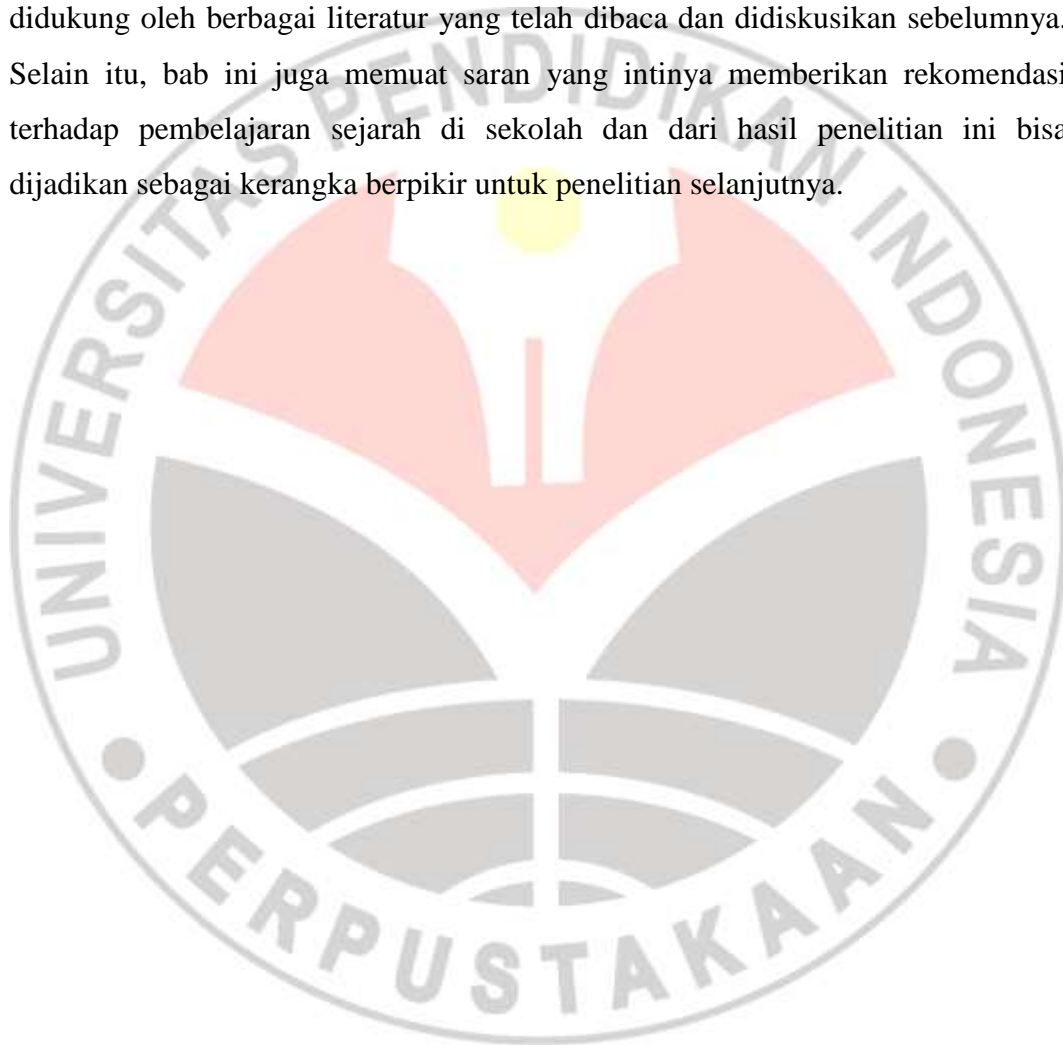 didukung oleh berbagai literatur yang telah dibaca dan didiskusikan sebelumnya.
Selain itu, bab ini juga memuat saran yang intinya memberikan rekomendasi
terhadap pembelajaran sejarah di sekolah dan dari hasil penelitian ini bisa
dijadikan sebagai kerangka berpikir untuk penelitian selanjutnya.
UNIVERSITAS PENDIDIKAN INDONESIA
PERPUSTAKAAN